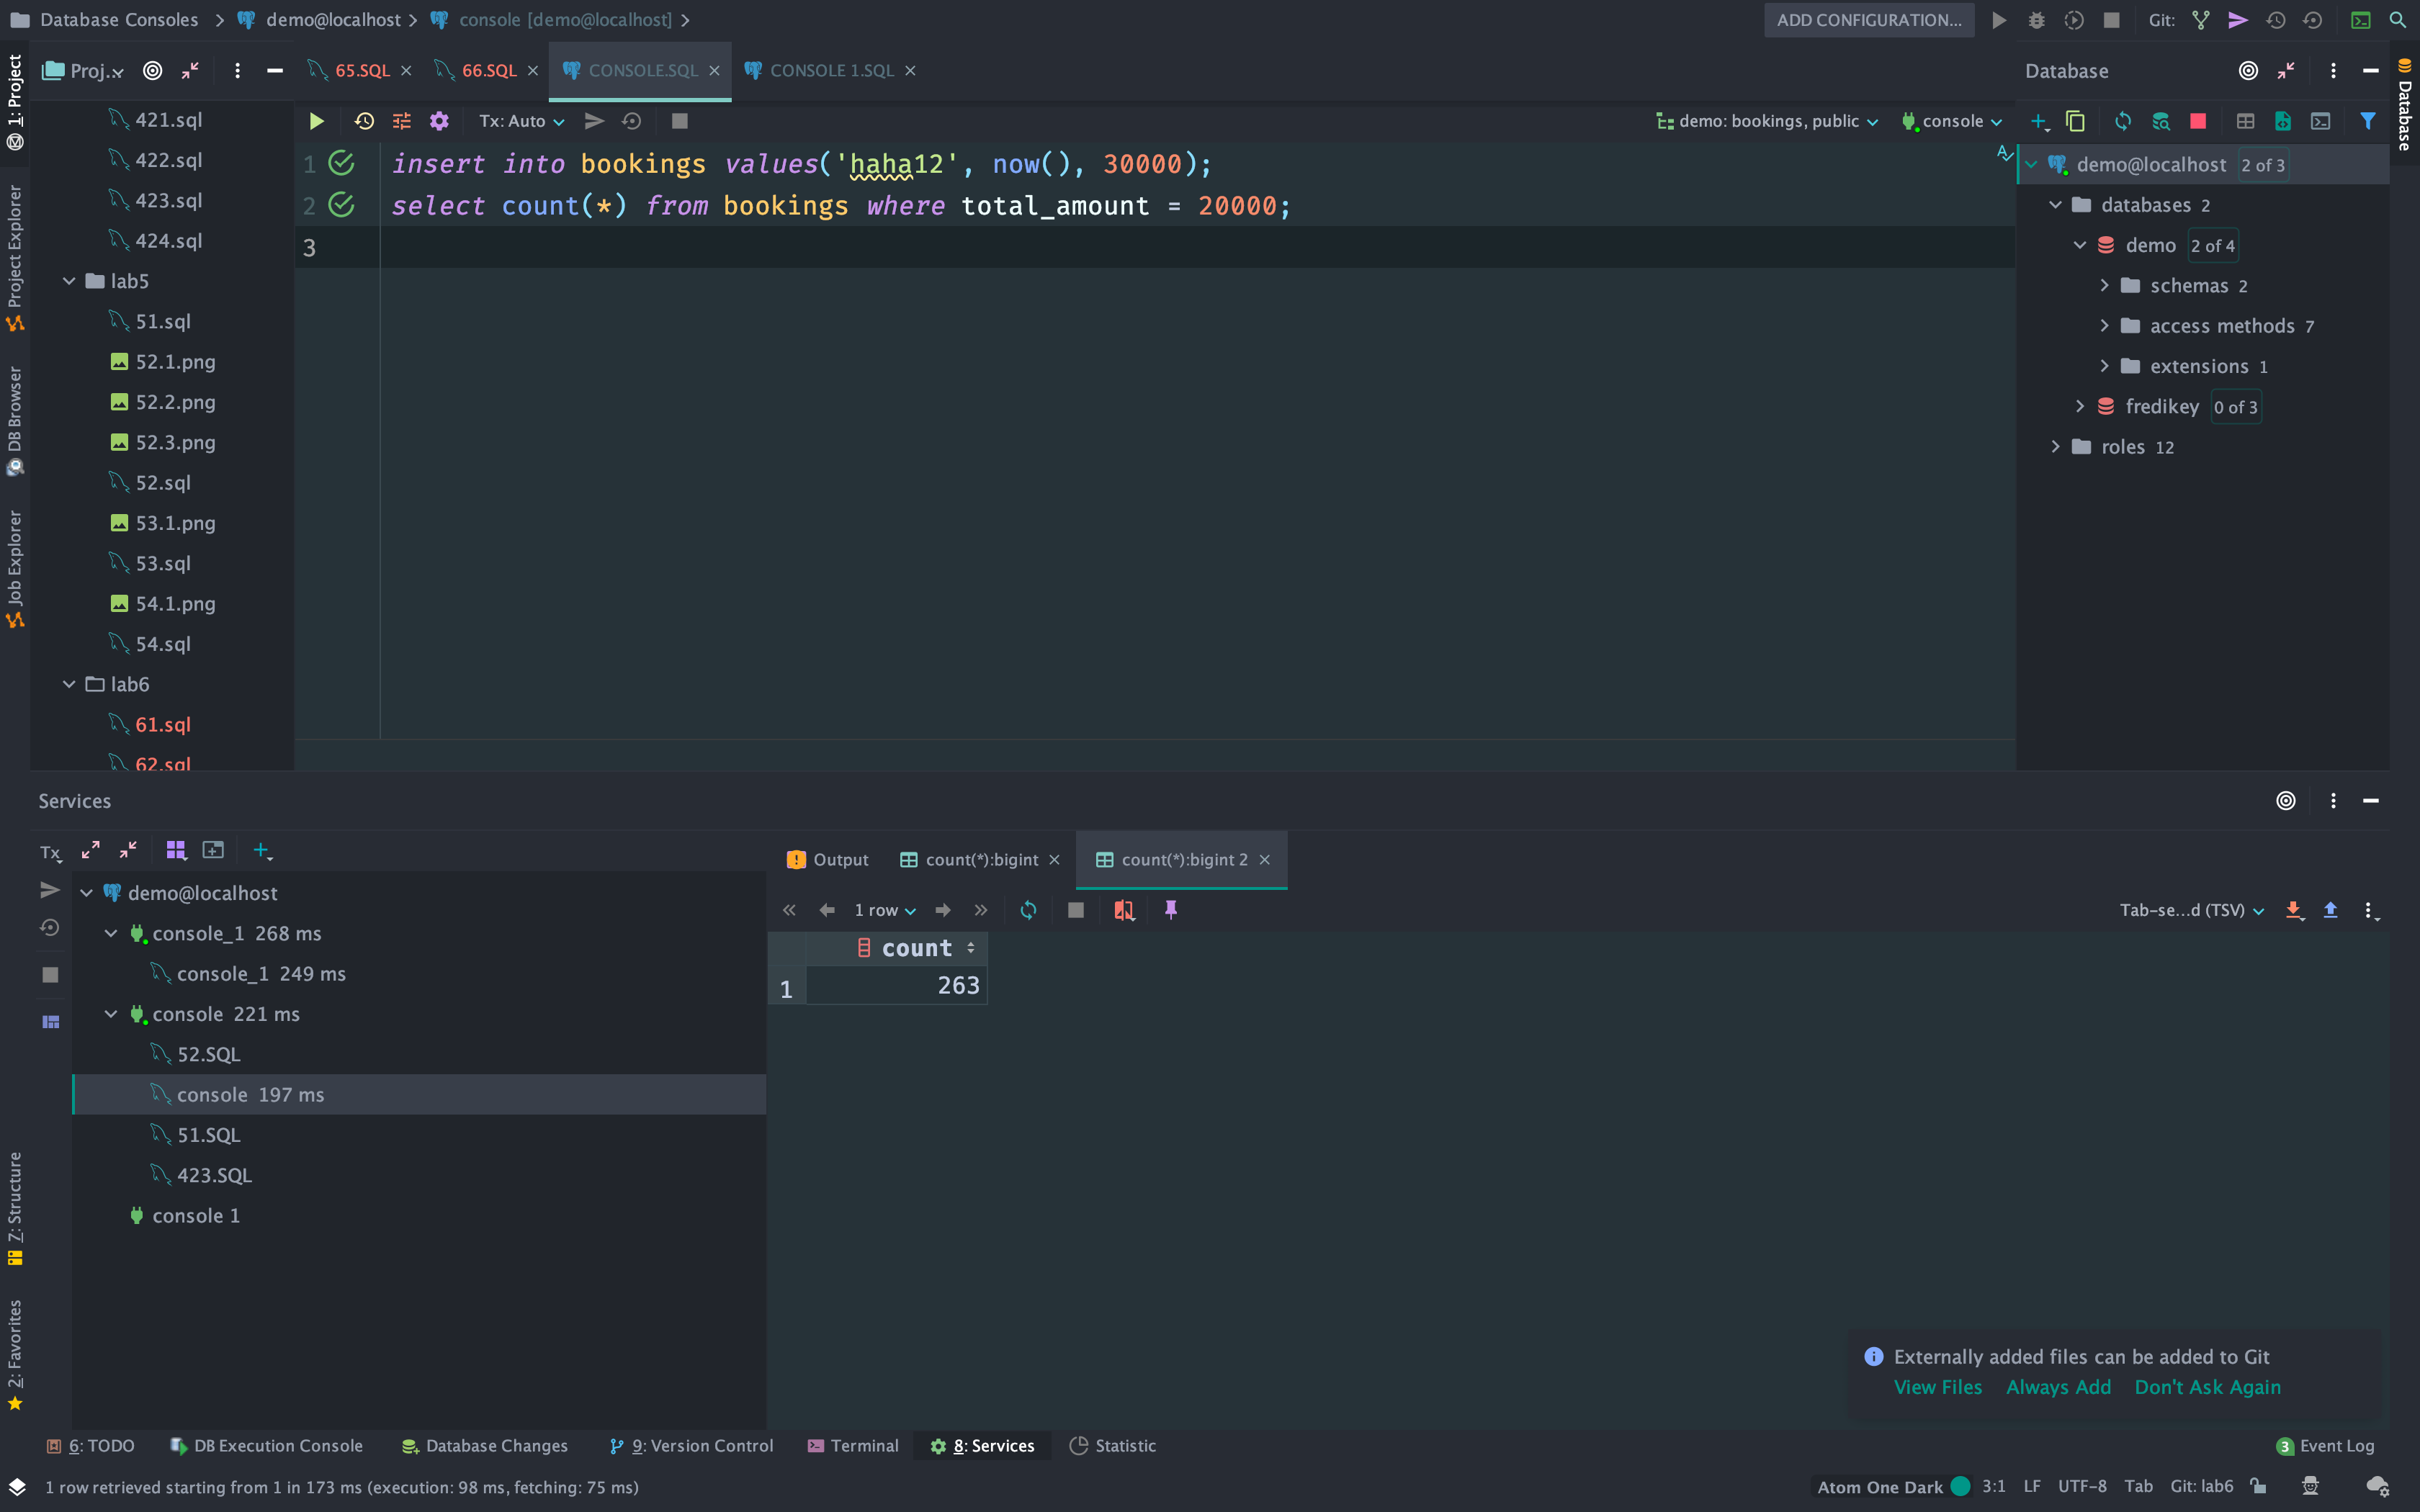 Database Consoles demo@localhost console [demo@localhost] ADD CONFIGURATION... Git:
Proj... 65.SQL 66.SQL CONSOLE.SQL CONSOLE 1.SQL Database
Tx: Auto demo: bookings, public console
1: Project
Project Explorer
DB Browser
Job Explorer
7: Structure
2: Favorites
421.sql
422.sql
423.sql
424.sql
lab5
51.sql
52.1.png
52.2.png
52.3.png
52.sql
53.1.png
53.sql
54.1.png
54.sql
lab6
61.sql
62.sql
1 insert into bookings values('haha12', now(), 30000);
2 select count(*) from bookings where total_amount = 20000;
3
demo@localhost 2 of 3
databases 2
demo 2 of 4
schemas 2
access methods 7
extensions 1
fredikey 0 of 3
roles 12
Database
Services
Tx
demo@localhost
console_1 268 ms
console_1 249 ms
console 221 ms
52.SQL
console 197 ms
51.SQL
423.SQL
console 1
Output count(*):bigint count(*):bigint 2
1 row Tab-se...d (TSV)
count
1 263
Externally added files can be added to Git
View Files Always Add Don't Ask Again
6: TODO DB Execution Console Database Changes 9: Version Control Terminal 8: Services Statistic 3 Event Log
1 row retrieved starting from 1 in 173 ms (execution: 98 ms, fetching: 75 ms) Atom One Dark 3:1 LF UTF-8 Tab Git: lab6